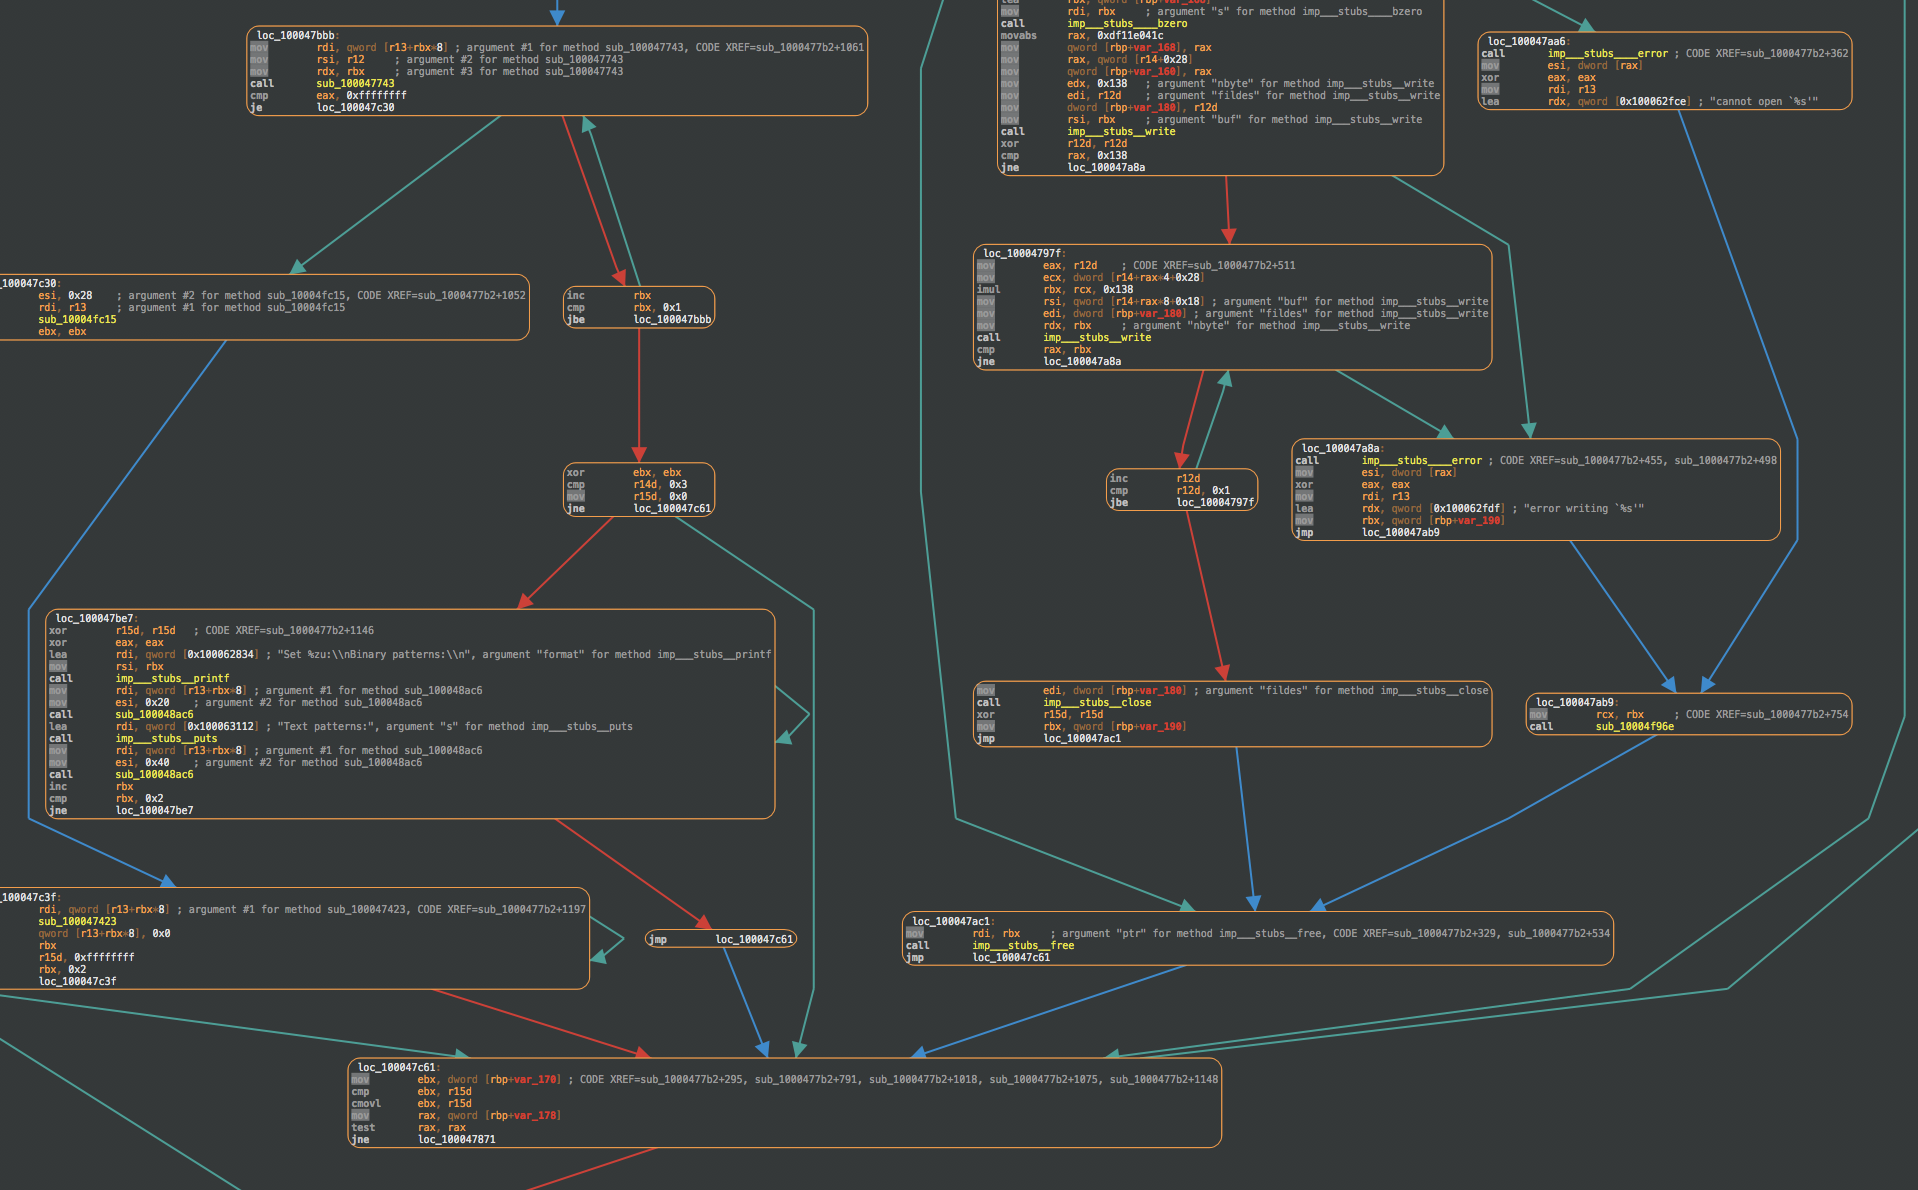 loc_100047bbb:
mov rdi, qword [r13+rbx*8] ; argument #1 for method sub_100047743, CODE XREF=sub_1000477b2+1061
mov rsi, r12 ; argument #2 for method sub_100047743
mov rdx, rbx ; argument #3 for method sub_100047743
call sub_100047743
cmp eax, 0xffffffff
je loc_100047c30
_100047c30:
esi, 0x28 ; argument #2 for method sub_10004fc15, CODE XREF=sub_1000477b2+1052
rdi, r13 ; argument #1 for method sub_10004fc15
sub_10004fc15
ebx, ebx
inc rbx
cmp rbx, 0x1
jbe loc_100047bbb
xor ebx, ebx
cmp r14d, 0x3
mov r15d, 0x0
jne loc_100047c61
loc_100047be7:
xor r15d, r15d ; CODE XREF=sub_1000477b2+1146
xor eax, eax
lea rdi, qword [0x100062834] ; "Set %zu:\\nBinary patterns:\\n", argument "format" for method imp___stubs__printf
mov rsi, rbx
call imp___stubs__printf
mov rdi, qword [r13+rbx*8] ; argument #1 for method sub_100048ac6
mov esi, 0x20 ; argument #2 for method sub_100048ac6
call sub_100048ac6
lea rdi, qword [0x100063112] ; "Text patterns:", argument "s" for method imp___stubs__puts
call imp___stubs__puts
mov rdi, qword [r13+rbx*8] ; argument #1 for method sub_100048ac6
mov esi, 0x40 ; argument #2 for method sub_100048ac6
call sub_100048ac6
inc rbx
cmp rbx, 0x2
jne loc_100047be7
_100047c3f:
rdi, qword [r13+rbx*8] ; argument #1 for method sub_100047423, CODE XREF=sub_1000477b2+1197
sub_100047423
qword [r13+rbx*8], 0x0
rbx
r15d, 0xffffffff
rbx, 0x2
loc_100047c3f
jmp loc_100047c61
mov rdi, rbx ; argument "s" for method imp___stubs____bzero
call imp___stubs____bzero
movabs rax, 0xdf11e041c
mov qword [rbp+var_168], rax
mov rax, qword [r14+0x28]
mov qword [rbp+var_160], rax
mov edx, 0x138 ; argument "nbyte" for method imp___stubs__write
mov edi, r12d ; argument "fildes" for method imp___stubs__write
mov dword [rbp+var_180], r12d
mov rsi, rbx ; argument "buf" for method imp___stubs__write
call imp___stubs__write
xor r12d, r12d
cmp rax, 0x138
jne loc_100047a8a
loc_100047aa6:
call imp___stubs____error ; CODE XREF=sub_1000477b2+362
mov esi, dword [rax]
xor eax, eax
mov rdi, r13
lea rdx, qword [0x100062fce] ; "cannot open `%s'"
loc_10004797f:
mov eax, r12d ; CODE XREF=sub_1000477b2+511
mov ecx, dword [r14+rax*4+0x28]
imul rbx, rcx, 0x138
mov rsi, qword [r14+rax*8+0x18] ; argument "buf" for method imp___stubs__write
mov edi, dword [rbp+var_180] ; argument "fildes" for method imp___stubs__write
mov rdx, rbx ; argument "nbyte" for method imp___stubs__write
call imp___stubs__write
cmp rax, rbx
jne loc_100047a8a
inc r12d
cmp r12d, 0x1
jbe loc_10004797f
loc_100047a8a:
call imp___stubs____error ; CODE XREF=sub_1000477b2+455, sub_1000477b2+498
mov esi, dword [rax]
xor eax, eax
mov rdi, r13
lea rdx, qword [0x100062fdf] ; "error writing `%s'"
mov rbx, qword [rbp+var_190]
jmp loc_100047ab9
mov edi, dword [rbp+var_180] ; argument "fildes" for method imp___stubs__close
call imp___stubs__close
xor r15d, r15d
mov rbx, qword [rbp+var_190]
jmp loc_100047ac1
loc_100047ab9:
mov rcx, rbx ; CODE XREF=sub_1000477b2+754
call sub_10004f96e
loc_100047ac1:
mov rdi, rbx ; argument "ptr" for method imp___stubs__free, CODE XREF=sub_1000477b2+329, sub_1000477b2+534
call imp___stubs__free
jmp loc_100047c61
loc_100047c61:
mov ebx, dword [rbp+var_170] ; CODE XREF=sub_1000477b2+295, sub_1000477b2+791, sub_1000477b2+1018, sub_1000477b2+1075, sub_1000477b2+1148
cmp ebx, r15d
cmovl ebx, r15d
mov rax, qword [rbp+var_178]
test rax, rax
jne loc_100047871